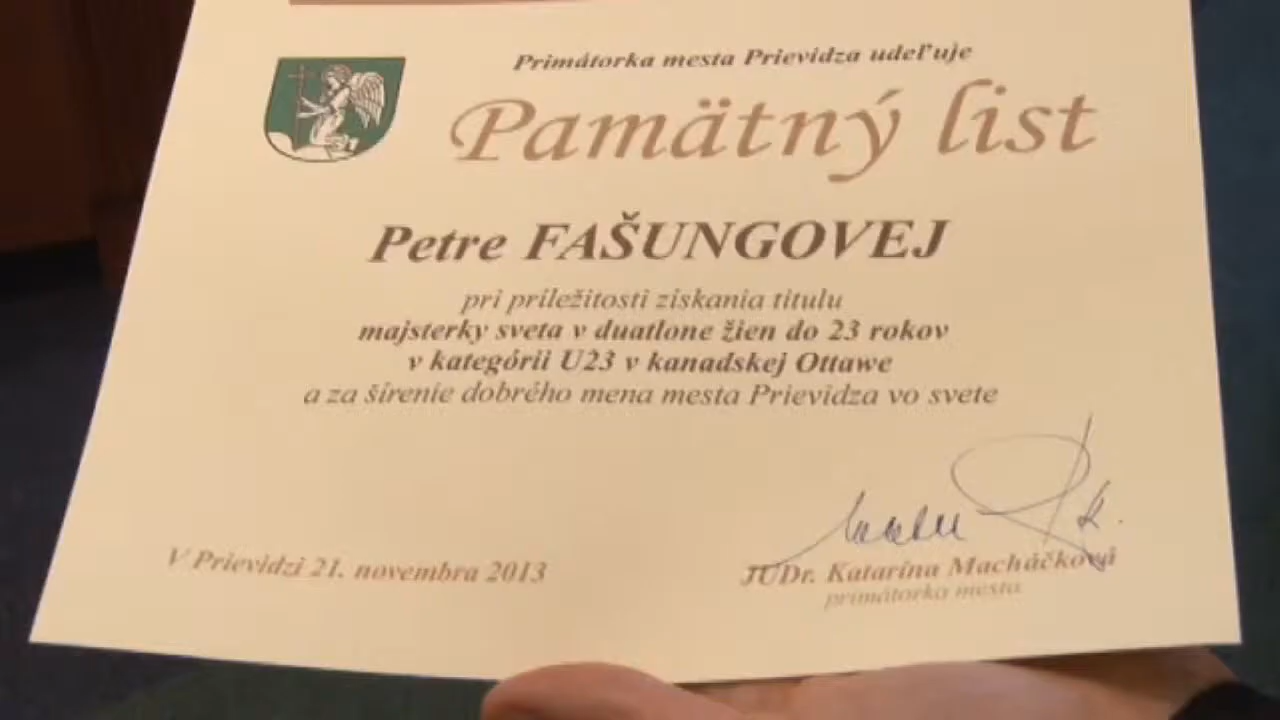 Primátorka mesta Prievidza udeľuje
Pamätný list
Petre FAŠUNGOVEJ
pri príležitosti získania titulu
majsterky sveta v duatlone žien do 23 rokov
v kategórii U23 v kanadskej Ottawe
a za šírenie dobrého mena mesta Prievidza vo svete
V Prievidzi 21. novembra 2013
JUDr. Katarína Macháčková
primátorka mesta